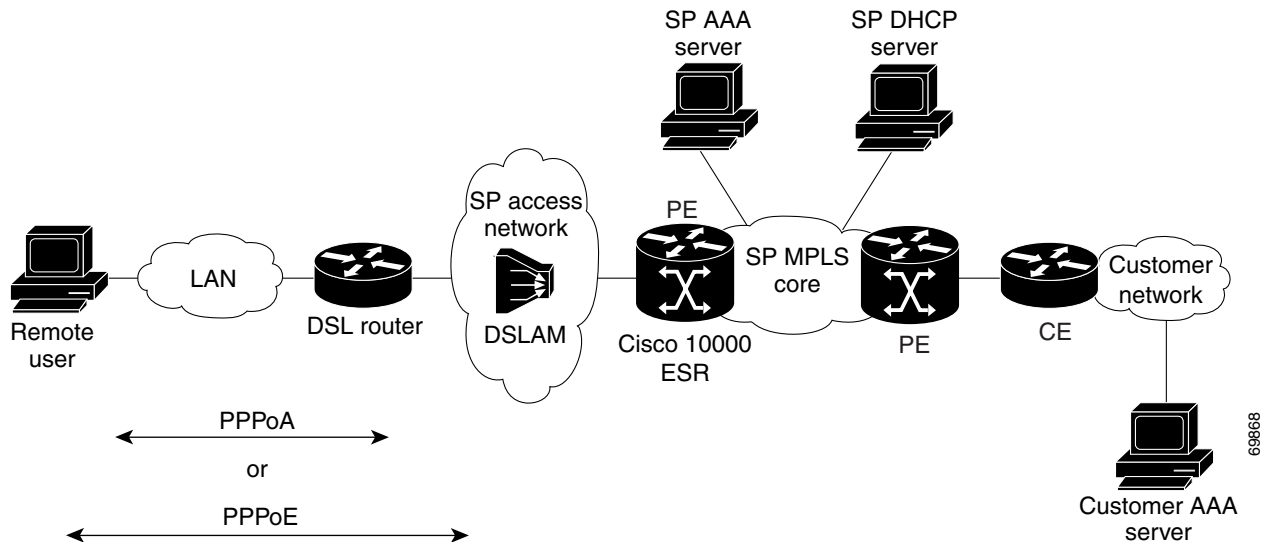 SP AAA
server
SP DHCP
server
SP access
network
PE
SP MPLS
core
Customer
network
LAN
DSL router
DSLAM
Remote
user
Cisco 10000
ESR
PE
CE
PPPoA
or
PPPoE
Customer AAA
server
69868